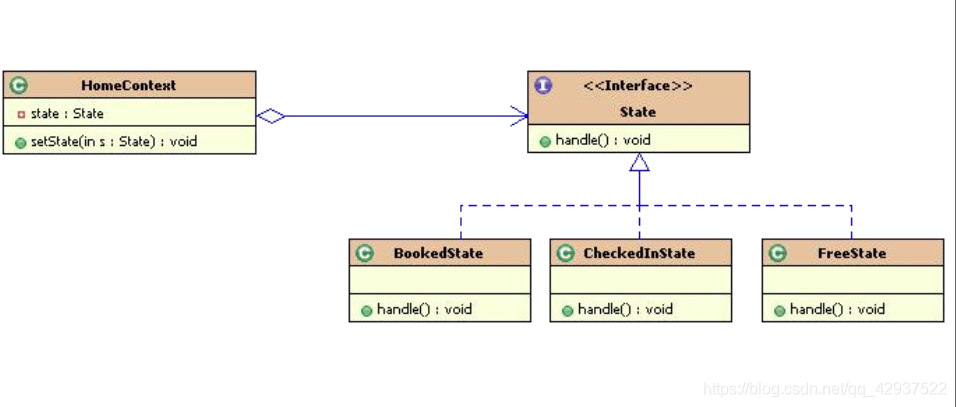 HomeContext
state : State
setState(in s : State) : void
I <<Interface>>
State
handle() : void
C BookedState
handle() : void
C CheckedInState
handle() : void
C FreeState
handle() : void
https://blog.csdn.net/qq_42937522